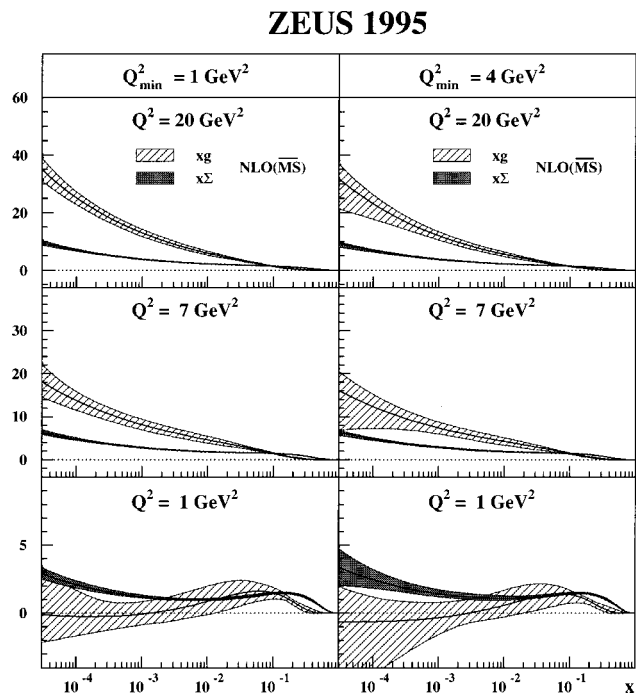 ZEUS 1995
Q²min = 1 GeV²
Q²min = 4 GeV²
60
Q² = 20 GeV²
Q² = 20 GeV²
xg
xΣ
NLO(M̅S̅)
xg
xΣ
NLO(M̅S̅)
40
20
0
Q² = 7 GeV²
Q² = 7 GeV²
30
20
10
0
Q² = 1 GeV²
Q² = 1 GeV²
5
0
10⁻⁴ 10⁻³ 10⁻² 10⁻¹
10⁻⁴ 10⁻³ 10⁻² 10⁻¹ x